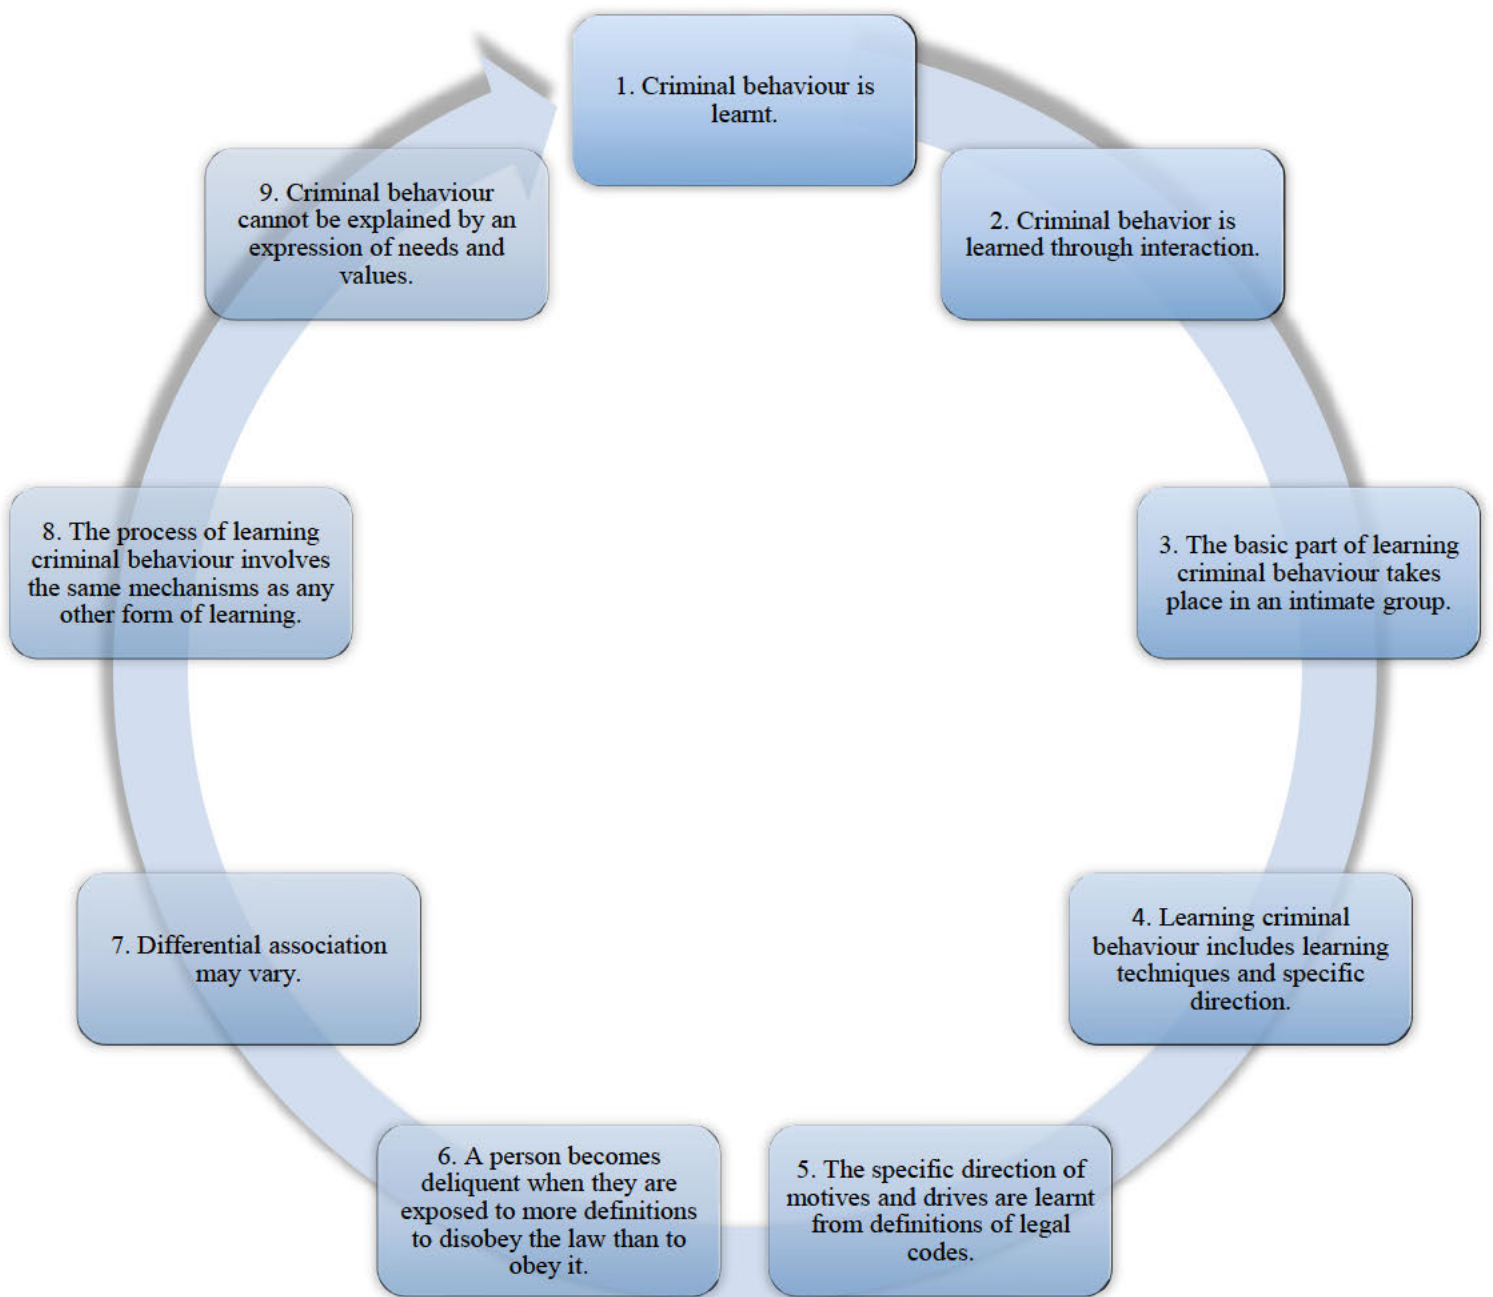 1. Criminal behaviour is
learnt.
2. Criminal behavior is
learned through interaction.
3. The basic part of learning
criminal behaviour takes
place in an intimate group.
4. Learning criminal
behaviour includes learning
techniques and specific
direction.
5. The specific direction of
motives and drives are learnt
from definitions of legal
codes.
6. A person becomes
deliquent when they are
exposed to more definitions
to disobey the law than to
obey it.
7. Differential association
may vary.
8. The process of learning
criminal behaviour involves
the same mechanisms as any
other form of learning.
9. Criminal behaviour
cannot be explained by an
expression of needs and
values.